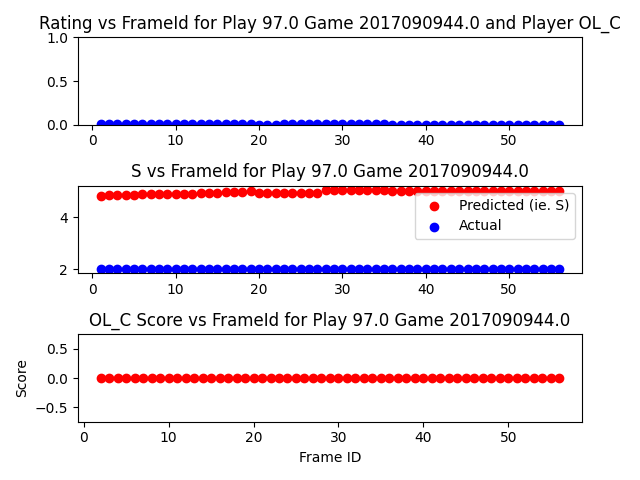 Rating vs FrameId for Play 97.0 Game 2017090944.0 and Player OL_C
1.0
0.5
0.0
0 10 20 30 40 50
S vs FrameId for Play 97.0 Game 2017090944.0
4
2
Predicted (ie. S)
Actual
0 10 20 30 40 50
OL_C Score vs FrameId for Play 97.0 Game 2017090944.0
Score
0.5
0.0
−0.5
0 10 20 30 40 50
Frame ID